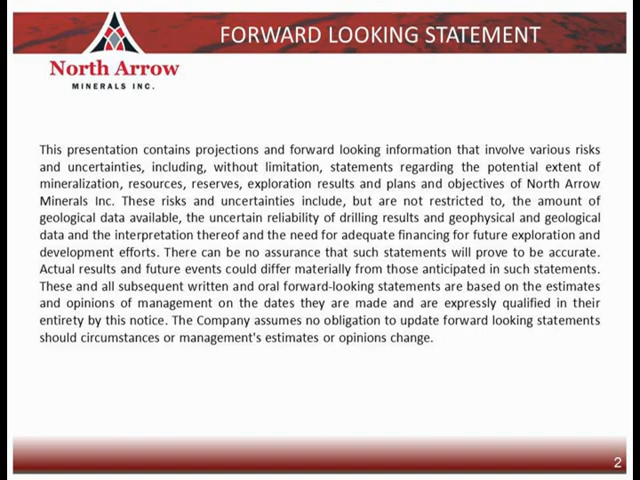 FORWARD LOOKING STATEMENT
North Arrow
MINERALS INC.
This presentation contains projections and forward looking information that involve various risks
and uncertainties, including, without limitation, statements regarding the potential extent of
mineralization, resources, reserves, exploration results and plans and objectives of North Arrow
Minerals Inc. These risks and uncertainties include, but are not restricted to, the amount of
geological data available, the uncertain reliability of drilling results and geophysical and geological
data and the interpretation thereof and the need for adequate financing for future exploration and
development efforts. There can be no assurance that such statements will prove to be accurate.
Actual results and future events could differ materially from those anticipated in such statements.
These and all subsequent written and oral forward-looking statements are based on the estimates
and opinions of management on the dates they are made and are expressly qualified in their
entirety by this notice. The Company assumes no obligation to update forward looking statements
should circumstances or management's estimates or opinions change.
2